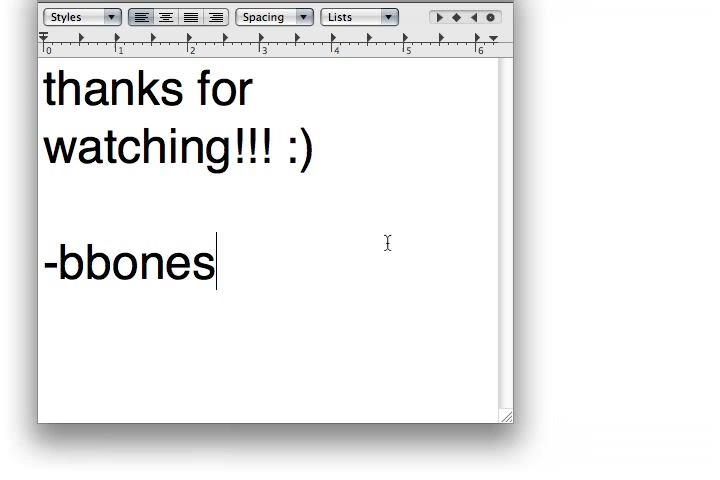 Styles Spacing Lists
0 1 2 3 4 5 6
thanks for
watching!!! :)
-bbones